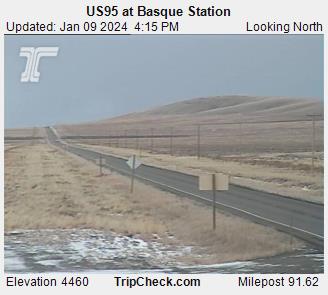 US95 at Basque Station
Updated: Jan 09 2024 4:15 PM Looking North
Elevation 4460 TripCheck.com Milepost 91.62